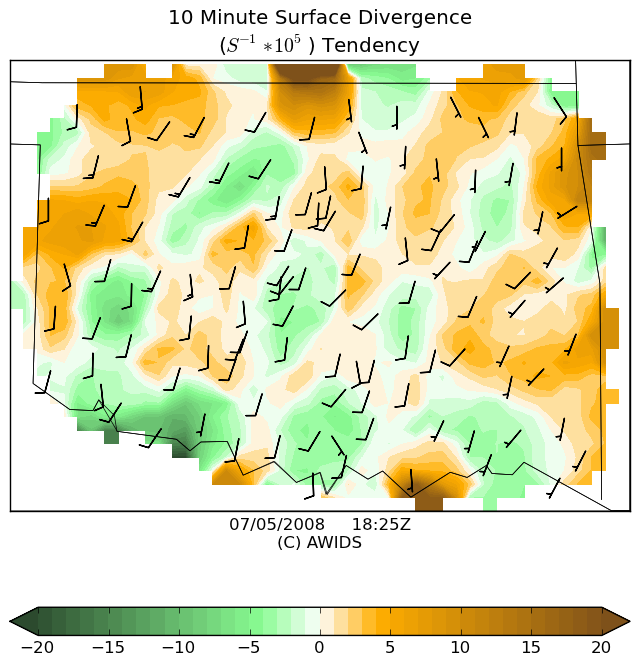 10 Minute Surface Divergence
(S⁻¹ *10⁵ ) Tendency
07/05/2008 18:25Z
(C) AWIDS
−20 −15 −10 −5 0 5 10 15 20